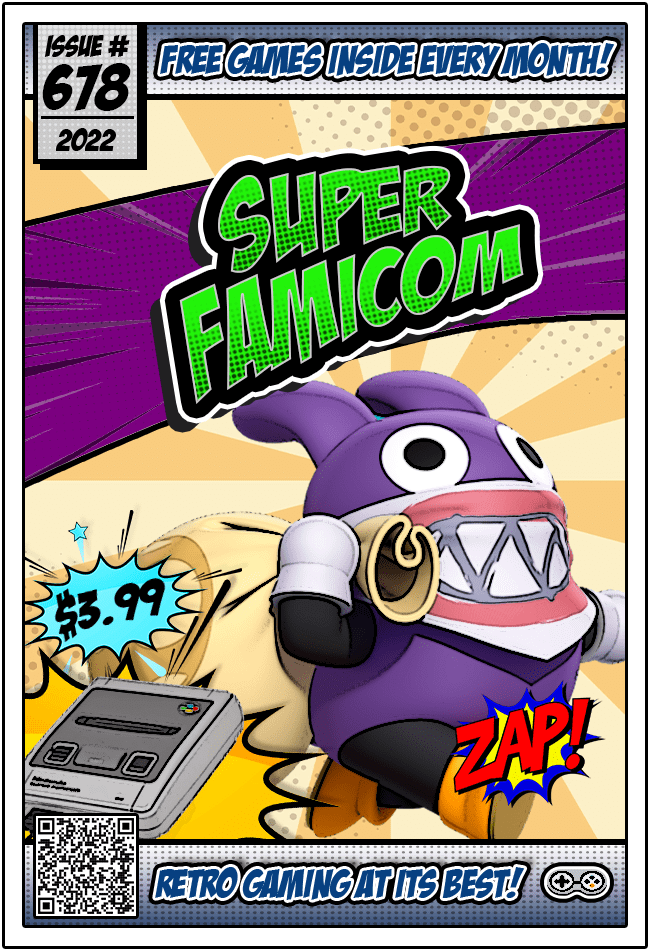 ISSUE #
678
2022
FREE GAMES INSIDE EVERY MONTH!
SUPER
FAMICOM
$3.99
ZAP!
RETRO GAMING AT ITS BEST!